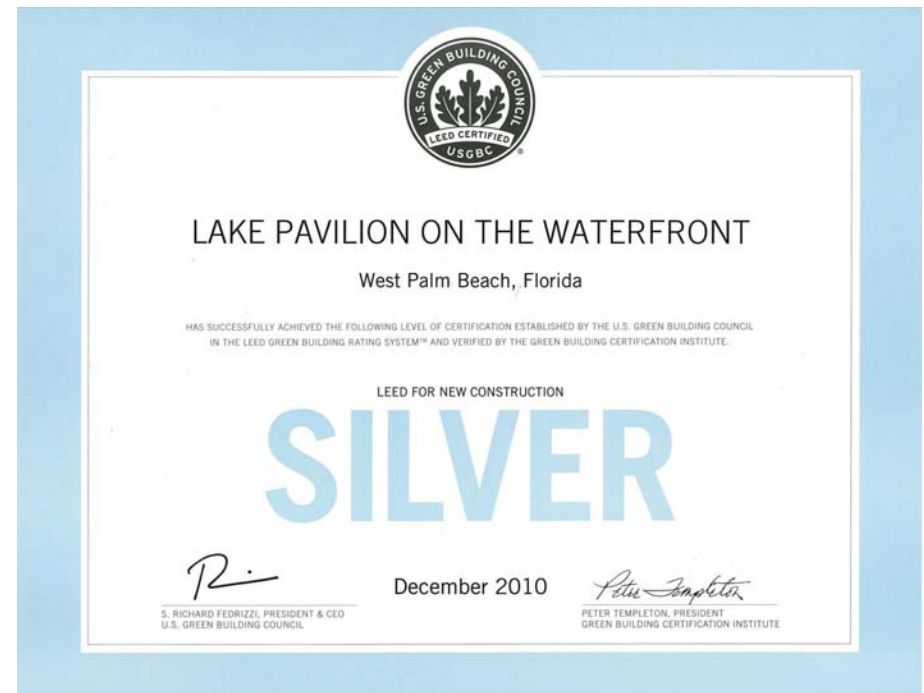 U.S. GREEN BUILDING COUNCIL
LEED CERTIFIED
USGBC
®
LAKE PAVILION ON THE WATERFRONT
West Palm Beach, Florida
HAS SUCCESSFULLY ACHIEVED THE FOLLOWING LEVEL OF CERTIFICATION ESTABLISHED BY THE U.S. GREEN BUILDING COUNCIL
IN THE LEED GREEN BUILDING RATING SYSTEM™ AND VERIFIED BY THE GREEN BUILDING CERTIFICATION INSTITUTE.
LEED FOR NEW CONSTRUCTION
SILVER
December 2010
Peter Templeton
S. RICHARD FEDRIZZI, PRESIDENT & CEO
U.S. GREEN BUILDING COUNCIL
PETER TEMPLETON, PRESIDENT
GREEN BUILDING CERTIFICATION INSTITUTE